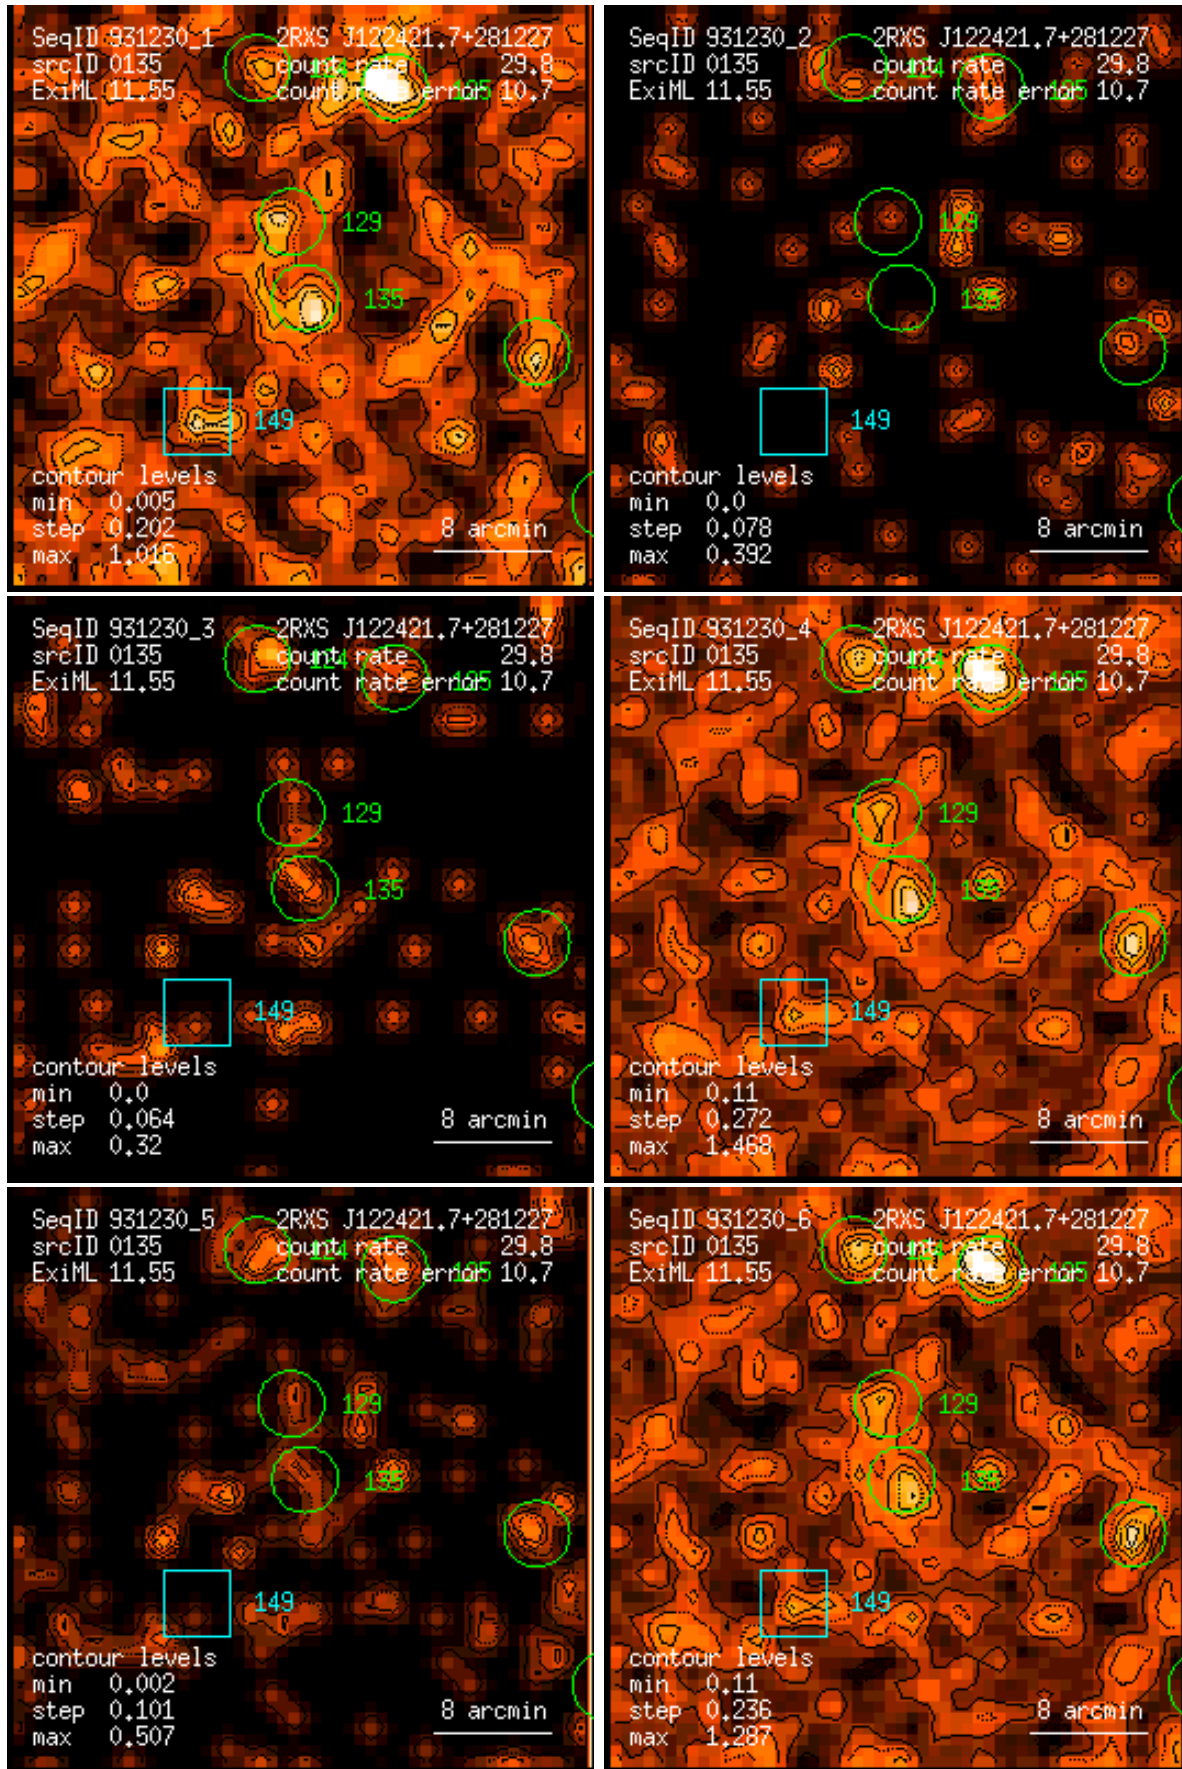 SeqID 931230_1 2RXS J122421.7+281227
srcID 0135 count rate 29.8
ExiML 11.55 count rate error 10.7
129
135
149
contour levels
min 0.005
step 0.202 8 arcmin
max 1.016
SeqID 931230_2 2RXS J122421.7+281227
srcID 0135 count rate 29.8
ExiML 11.55 count rate error 10.7
129
135
149
contour levels
min 0.0
step 0.078 8 arcmin
max 0.392
SeqID 931230_3 2RXS J122421.7+281227
srcID 0135 count rate 29.8
ExiML 11.55 count rate error 10.7
129
135
149
contour levels
min 0.0
step 0.064 8 arcmin
max 0.32
SeqID 931230_4 2RXS J122421.7+281227
srcID 0135 count rate 29.8
ExiML 11.55 count rate error 10.7
129
135
149
contour levels
min 0.11
step 0.272 8 arcmin
max 1.468
SeqID 931230_5 2RXS J122421.7+281227
srcID 0135 count rate 29.8
ExiML 11.55 count rate error 10.7
129
135
149
contour levels
min 0.002
step 0.101 8 arcmin
max 0.507
SeqID 931230_6 2RXS J122421.7+281227
srcID 0135 count rate 29.8
ExiML 11.55 count rate error 10.7
129
135
149
contour levels
min 0.11
step 0.236 8 arcmin
max 1.287